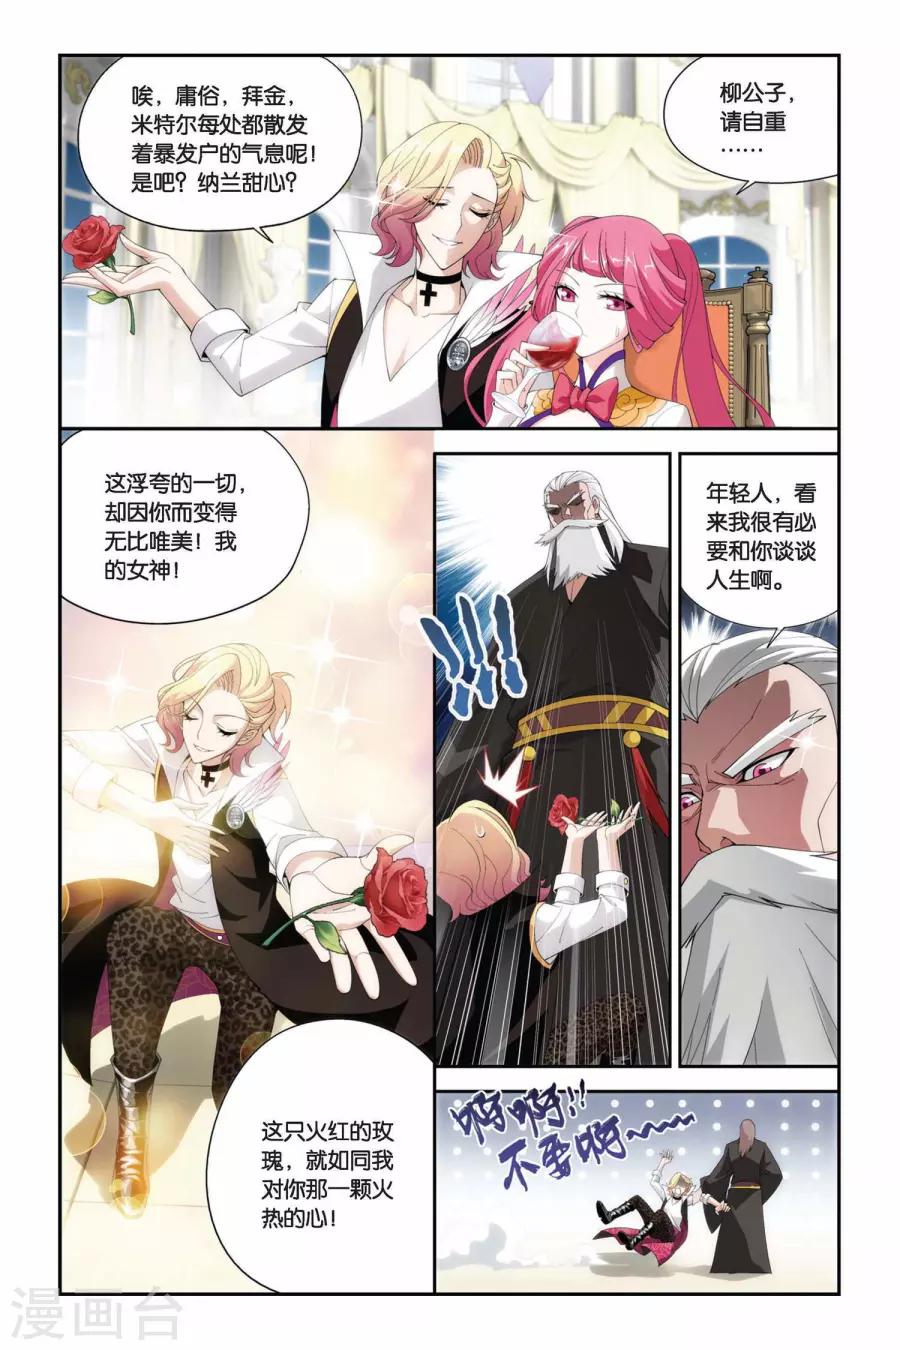 唉，庸俗，拜金，
米特尔每处都散发
着暴发户的气息呢！
是吧？纳兰甜心？
柳公子，
请自重
……
这浮夸的一切，
却因你而变得
无比唯美！我
的女神！
这只火红的玫
瑰，就如同我
对你那一颗火
热的心！
!!!
年轻人，看
来我很有必
要和你谈谈
人生啊。
啊啊!!!
不要啊~~~
漫画台